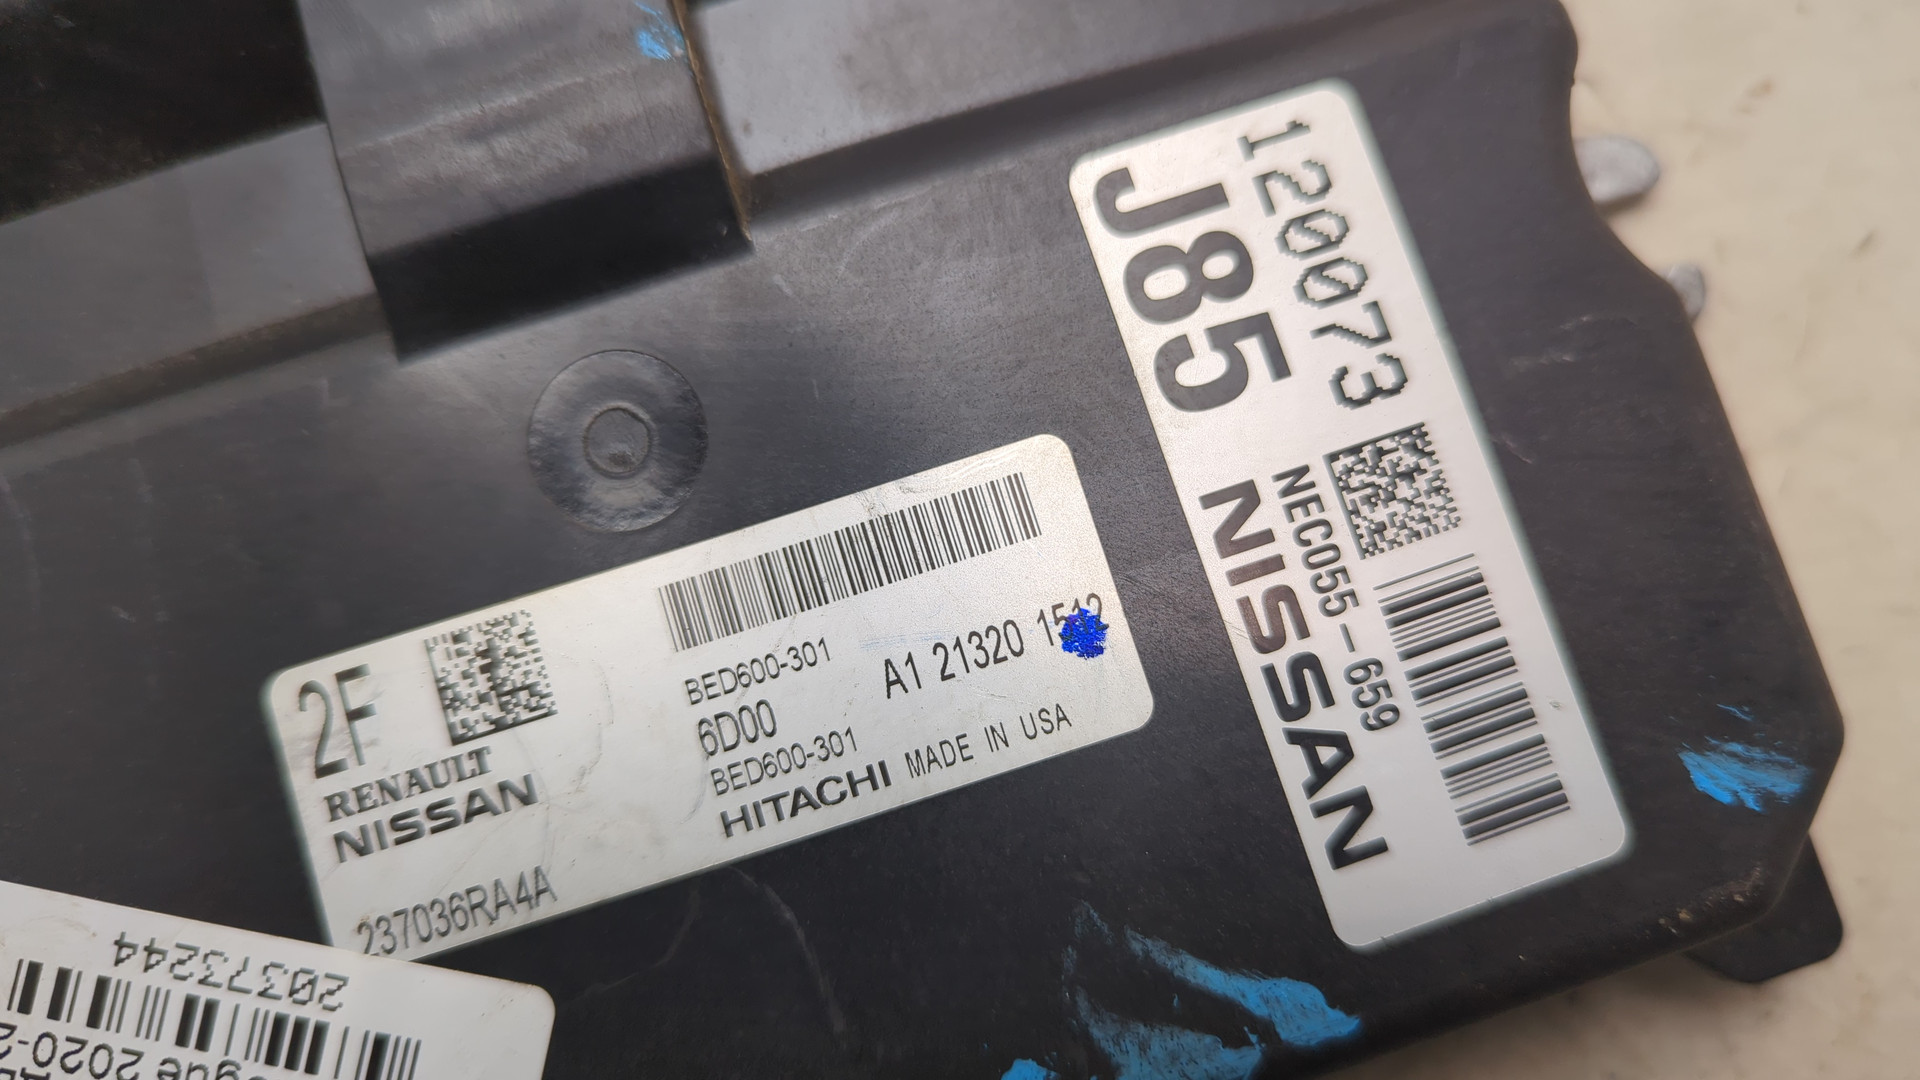 120073
J85
NEC055-659
NISSAN
2F
RENAULT
NISSAN
237036RA4A
BED600-301
6D00
A1 21320 1512
BED600-301
HITACHI MADE IN USA
20373244
ogue 2020-2